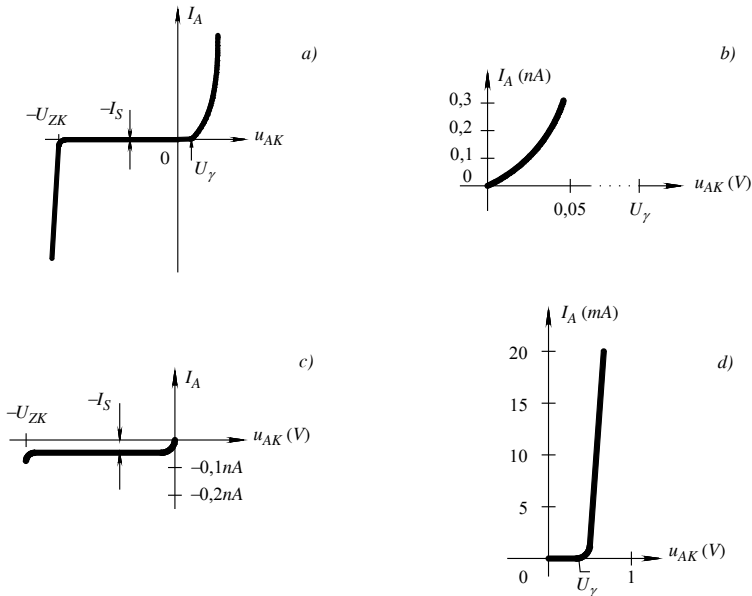 I_A
a)
–U_ZK
–I_S
u_AK
0
U_γ
b)
I_A (nA)
0,3
0,2
0,1
0
0,05
u_AK (V)
U_γ
c)
I_A
–I_S
–U_ZK
u_AK (V)
–0,1nA
–0,2nA
d)
I_A (mA)
20
15
10
5
0
U_γ
1
u_AK (V)